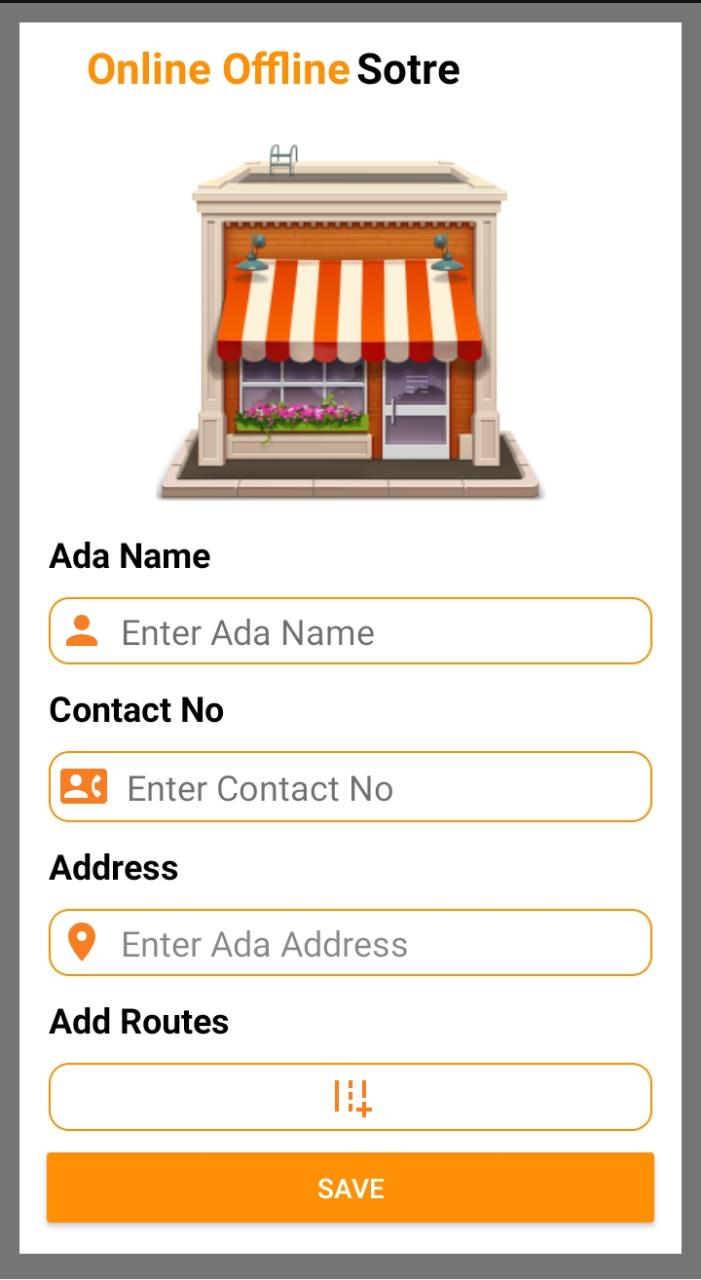 Online Offline Sotre
Ada Name
Enter Ada Name
Contact No
Enter Contact No
Address
Enter Ada Address
Add Routes
SAVE